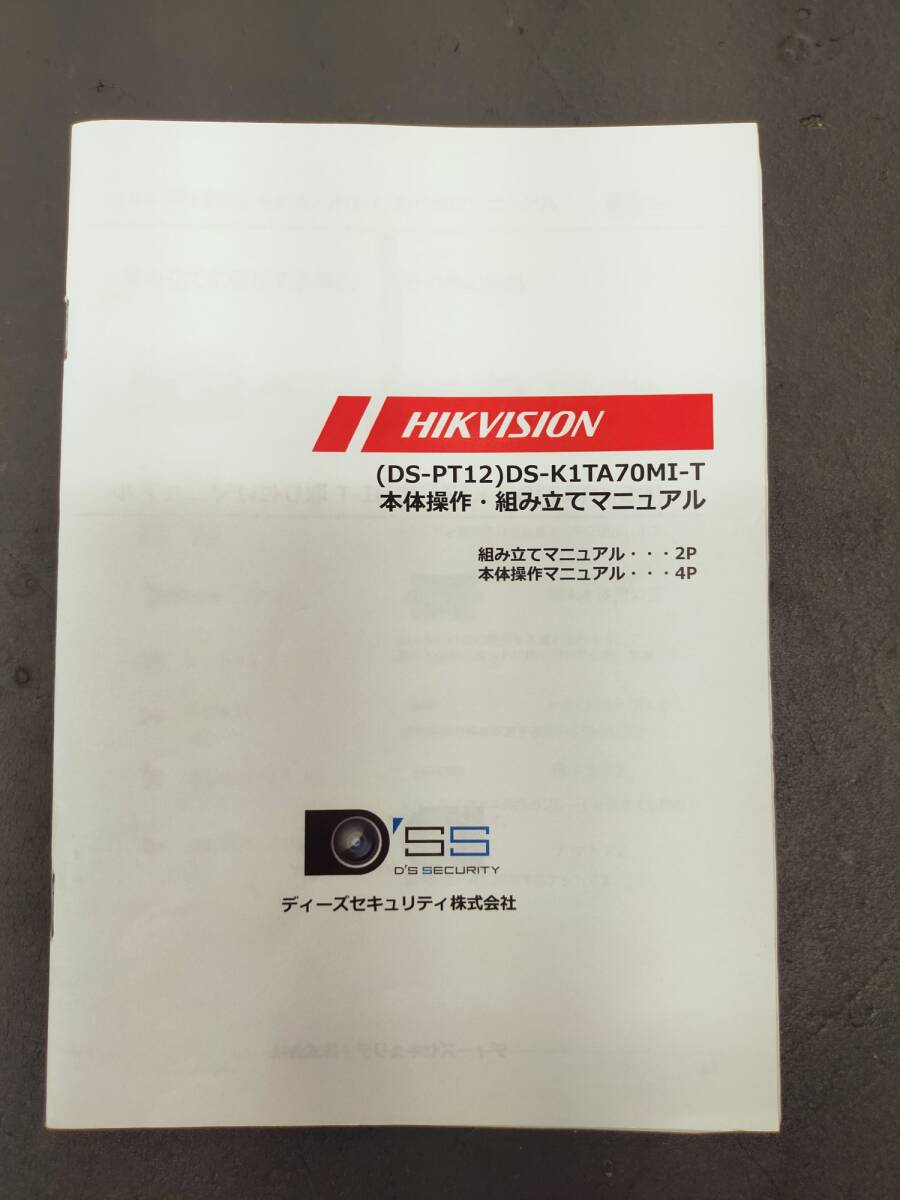 HIKVISION
(DS-PT12)DS-K1TA70MI-T
本体操作・組み立てマニュアル
組み立てマニュアル・・・2P
本体操作マニュアル・・・4P
D'SS
D'S SECURITY
ディーズセキュリティ株式会社